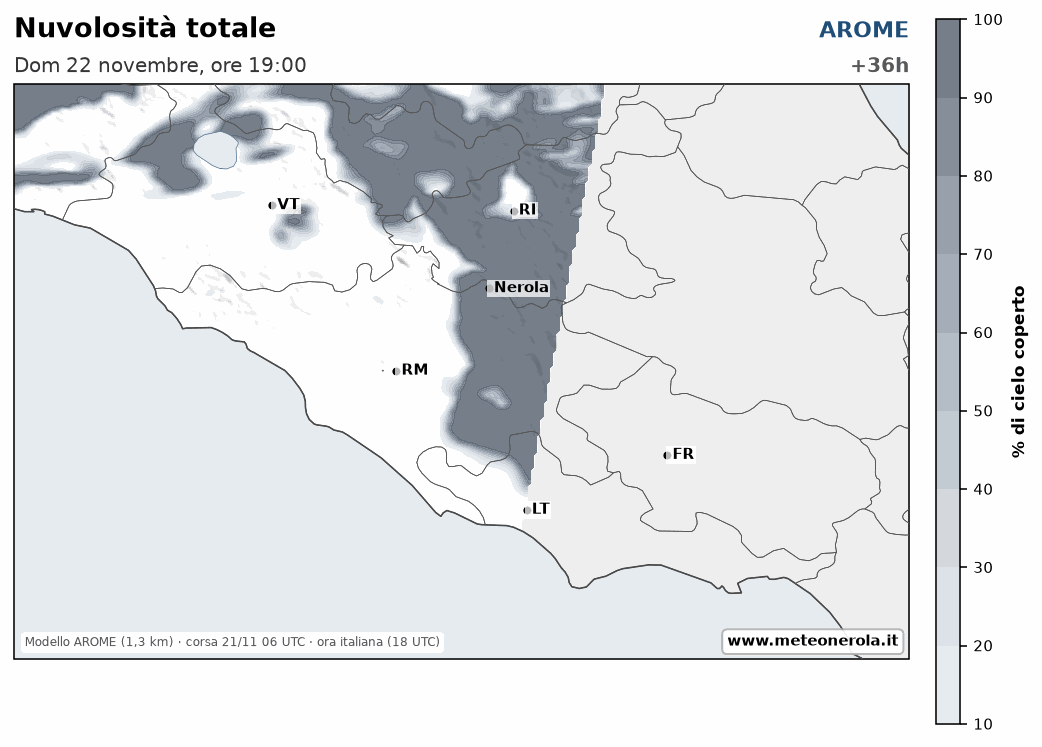 Nuvolosità totale
AROME
Dom 22 novembre, ore 19:00
+36h
100
90
80
70
60
50
40
30
20
10
% di cielo coperto
VT
RI
Nerola
RM
FR
LT
Modello AROME (1,3 km) · corsa 21/11 06 UTC · ora italiana (18 UTC)
www.meteonerola.it